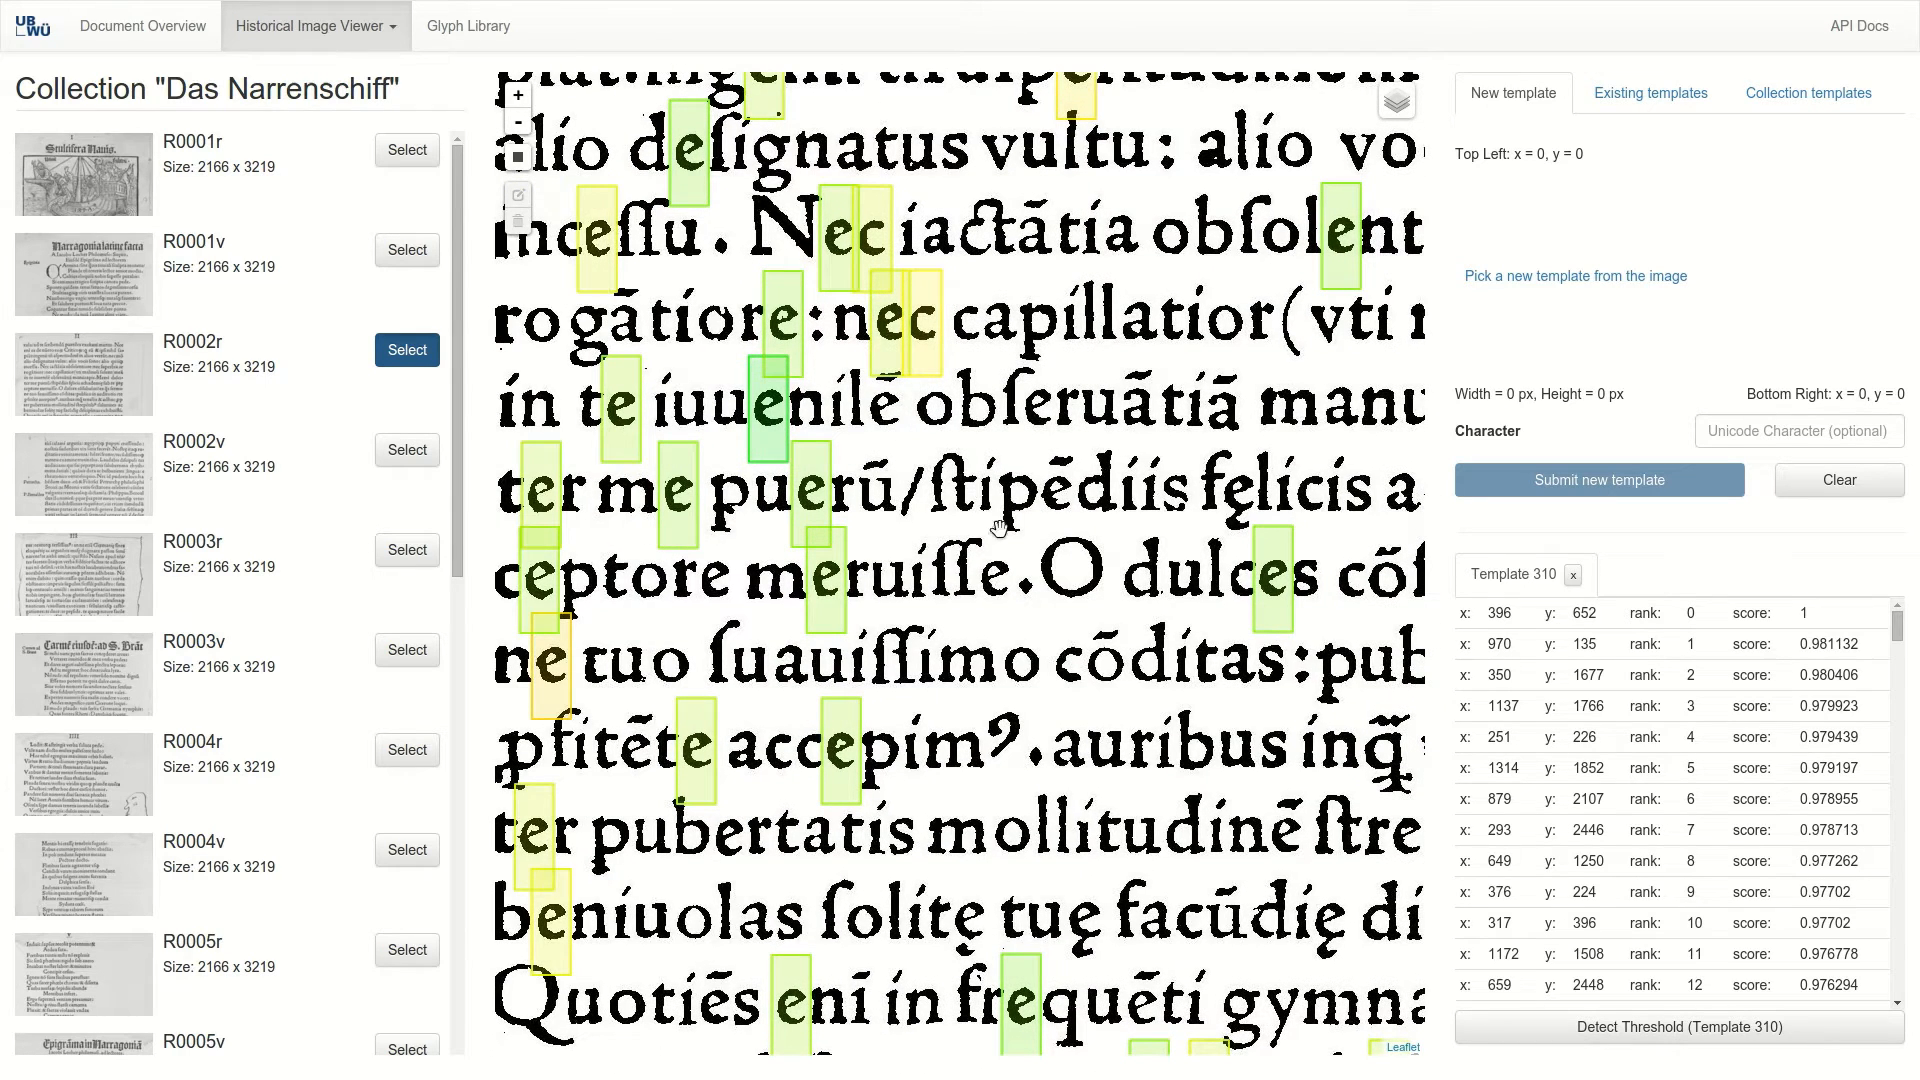 UB
WÜ
Document Overview
Historical Image Viewer
Glyph Library
API Docs
Collection "Das Narrenschiff"
R0001r
Size: 2166 x 3219
Select
R0001v
Size: 2166 x 3219
Select
R0002r
Size: 2166 x 3219
Select
R0002v
Size: 2166 x 3219
Select
R0003r
Size: 2166 x 3219
Select
R0003v
Size: 2166 x 3219
Select
R0004r
Size: 2166 x 3219
Select
R0004v
Size: 2166 x 3219
Select
R0005r
Size: 2166 x 3219
Select
R0005v
Select
+
-
alio deſignatus vultu: alio vo
inceſſu. Nec iactãtia obſolent
rogãtiore: nec capillatior (vti
in te iuuenilẽ obſeruãtiã manu
ter me puerũ/ſtipẽdiis fęlicis a
ceptore meruiſſe. O dulces cõſ
ne tuo ſuauiſſimo cõditas: pub
ꝓfitẽte accepimꝰ. auribus inq̃
ter pubertatis mollitudinẽ ſtre
beniuolas ſolitę tuę facũdię di
Quotiẽs enĩ in frequẽti gymna
Leaflet
New template
Existing templates
Collection templates
Top Left: x = 0, y = 0
Pick a new template from the image
Width = 0 px, Height = 0 px
Bottom Right: x = 0, y = 0
Character
Unicode Character (optional)
Submit new template
Clear
Template 310
x
x: 396 y: 652 rank: 0 score: 1
x: 970 y: 135 rank: 1 score: 0.981132
x: 350 y: 1677 rank: 2 score: 0.980406
x: 1137 y: 1766 rank: 3 score: 0.979923
x: 251 y: 226 rank: 4 score: 0.979439
x: 1314 y: 1852 rank: 5 score: 0.979197
x: 879 y: 2107 rank: 6 score: 0.978955
x: 293 y: 2446 rank: 7 score: 0.978713
x: 649 y: 1250 rank: 8 score: 0.977262
x: 376 y: 224 rank: 9 score: 0.97702
x: 317 y: 396 rank: 10 score: 0.97702
x: 1172 y: 1508 rank: 11 score: 0.976778
x: 659 y: 2448 rank: 12 score: 0.976294
Detect Threshold (Template 310)